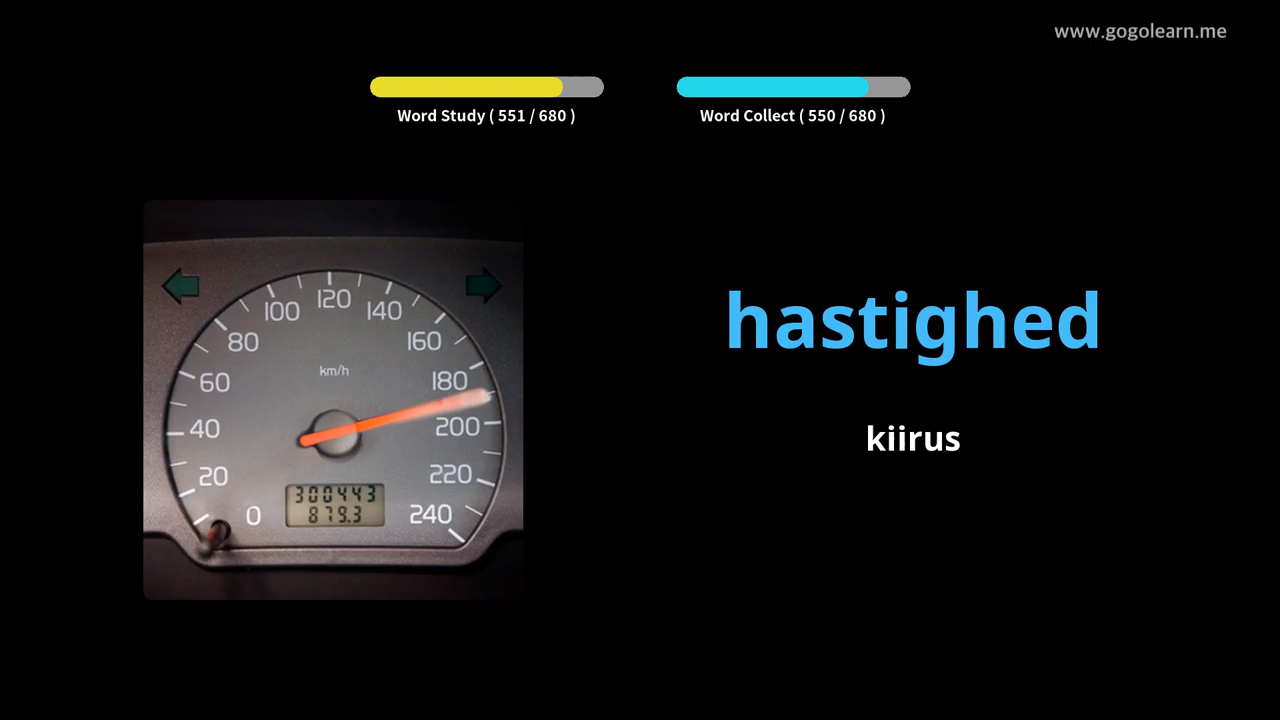 www.gogolearn.me
Word Study ( 551 / 680 )
Word Collect ( 550 / 680 )
100 120 140
80 160
km/h
60 180
40 200
20 220
0 240
300443
879.3
hastighed
kiirus